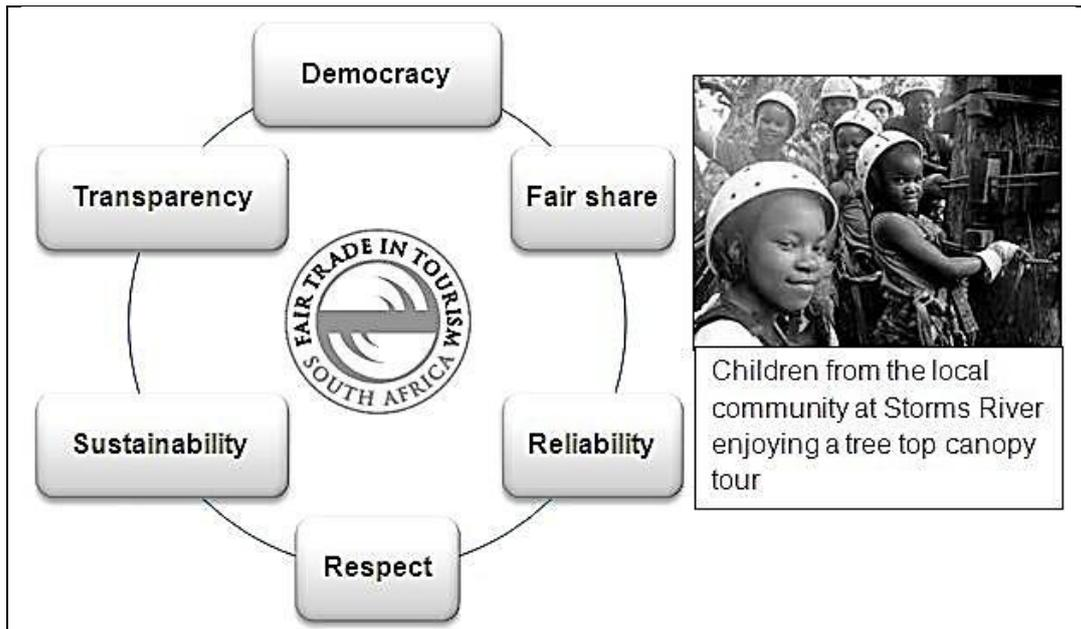 Democracy
Transparency
Fair share
FAIR TRADE IN TOURISM
SOUTH AFRICA
Sustainability
Reliability
Respect
Children from the local
community at Storms River
enjoying a tree top canopy
tour